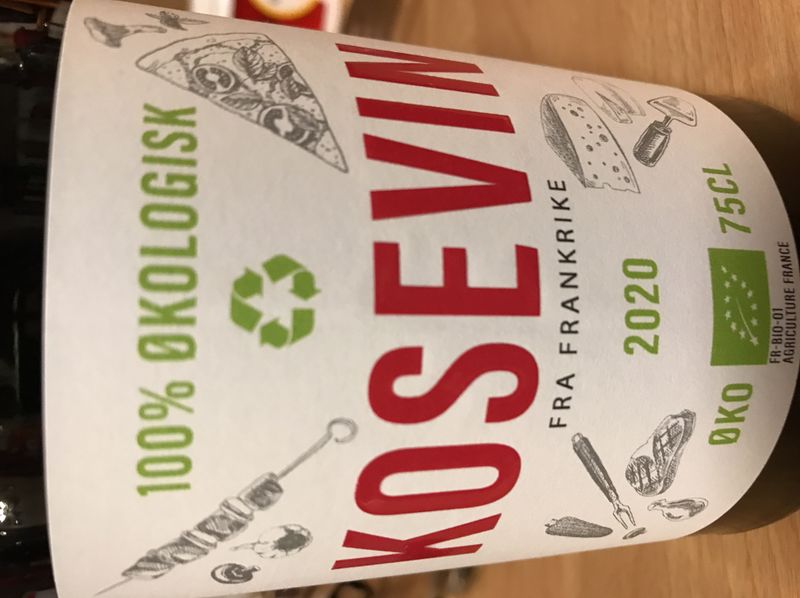 100% ØKOLOGISK
KOSEVIN
FRA FRANKRIKE
2020
ØKO
75CL
FR-BIO-01
AGRICULTURE FRANCE